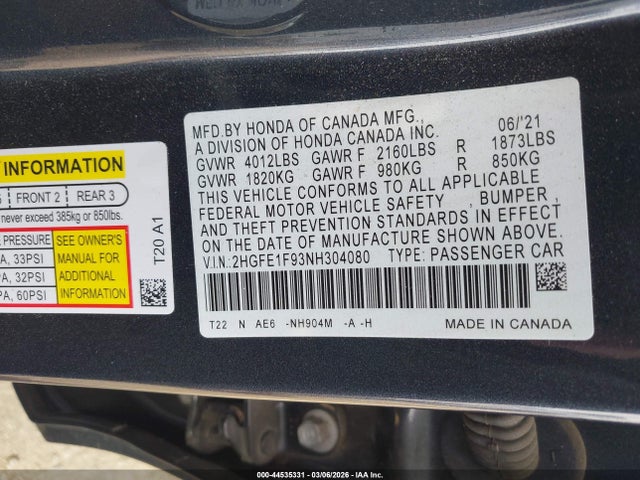 MFD.BY HONDA OF CANADA MFG., 06/'21
A DIVISION OF HONDA CANADA INC.
GVWR 4012LBS GAWR F 2160LBS R 1873LBS
GVWR 1820KG GAWR F 980KG R 850KG
THIS VEHICLE CONFORMS TO ALL APPLICABLE
FEDERAL MOTOR VEHICLE SAFETY , BUMPER ,
AND THEFT PREVENTION STANDARDS IN EFFECT
ON THE DATE OF MANUFACTURE SHOWN ABOVE.
V.I.N:2HGFE1F93NH304080 TYPE: PASSENGER CAR
T22 N AE6 -NH904M -A -H MADE IN CANADA
INFORMATION
FRONT 2 REAR 3
never exceed 385kg or 850lbs.
PRESSURE SEE OWNER'S
33PSI MANUAL FOR
32PSI ADDITIONAL
60PSI INFORMATION
T20 A1
000-44535331 | 03/06/2026 - IAA Inc.